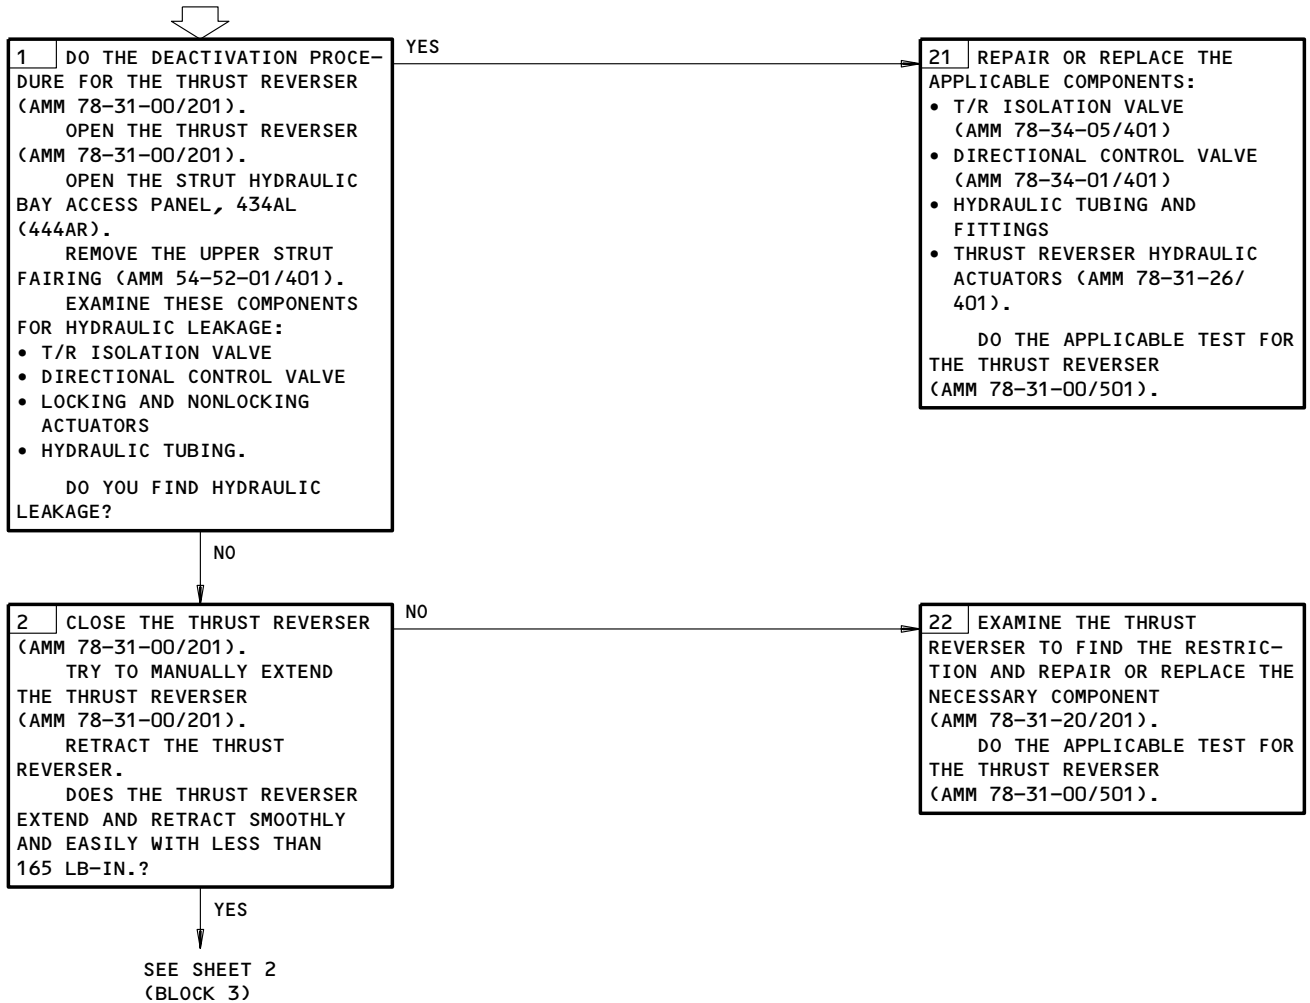 1 DO THE DEACTIVATION PROCE-
DURE FOR THE THRUST REVERSER
(AMM 78-31-00/201).
OPEN THE THRUST REVERSER
(AMM 78-31-00/201).
OPEN THE STRUT HYDRAULIC
BAY ACCESS PANEL, 434AL
(444AR).
REMOVE THE UPPER STRUT
FAIRING (AMM 54-52-01/401).
EXAMINE THESE COMPONENTS
FOR HYDRAULIC LEAKAGE:
• T/R ISOLATION VALVE
• DIRECTIONAL CONTROL VALVE
• LOCKING AND NONLOCKING
ACTUATORS
• HYDRAULIC TUBING.
DO YOU FIND HYDRAULIC
LEAKAGE?
YES
21 REPAIR OR REPLACE THE
APPLICABLE COMPONENTS:
• T/R ISOLATION VALVE
(AMM 78-34-05/401)
• DIRECTIONAL CONTROL VALVE
(AMM 78-34-01/401)
• HYDRAULIC TUBING AND
FITTINGS
• THRUST REVERSER HYDRAULIC
ACTUATORS (AMM 78-31-26/
401).
DO THE APPLICABLE TEST FOR
THE THRUST REVERSER
(AMM 78-31-00/501).
NO
2 CLOSE THE THRUST REVERSER
(AMM 78-31-00/201).
TRY TO MANUALLY EXTEND
THE THRUST REVERSER
(AMM 78-31-00/201).
RETRACT THE THRUST
REVERSER.
DOES THE THRUST REVERSER
EXTEND AND RETRACT SMOOTHLY
AND EASILY WITH LESS THAN
165 LB-IN.?
NO
22 EXAMINE THE THRUST
REVERSER TO FIND THE RESTRIC-
TION AND REPAIR OR REPLACE THE
NECESSARY COMPONENT
(AMM 78-31-20/201).
DO THE APPLICABLE TEST FOR
THE THRUST REVERSER
(AMM 78-31-00/501).
YES
SEE SHEET 2
(BLOCK 3)